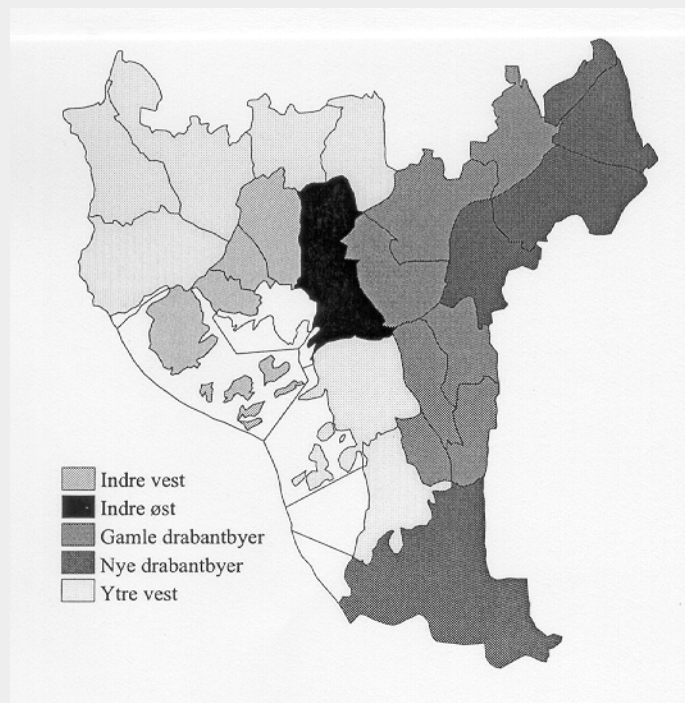 Indre vest
Indre øst
Gamle drabantbyer
Nye drabantbyer
Ytre vest